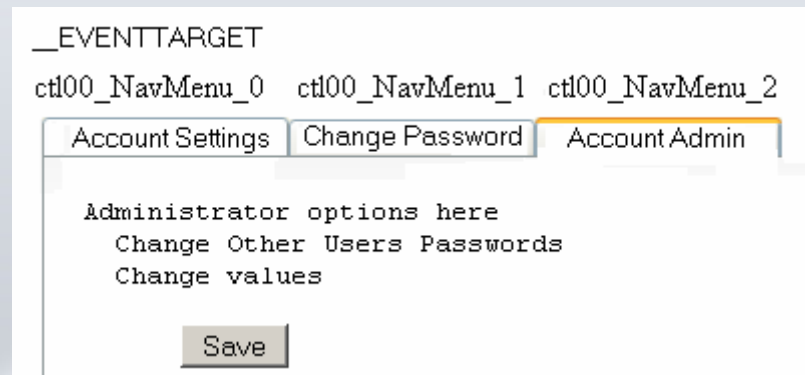 __EVENTTARGET
ctl00_NavMenu_0 ctl00_NavMenu_1 ctl00_NavMenu_2
Account Settings Change Password Account Admin
Administrator options here
Change Other Users Passwords
Change values
Save